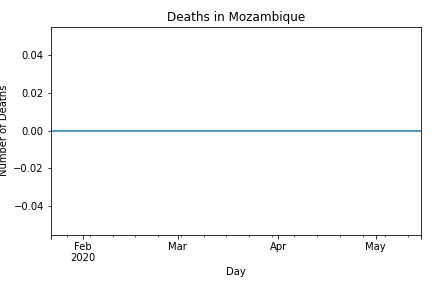 Deaths in Mozambique
Number of Deaths
0.04
0.02
0.00
−0.02
−0.04
Feb
2020
Mar
Apr
May
Day